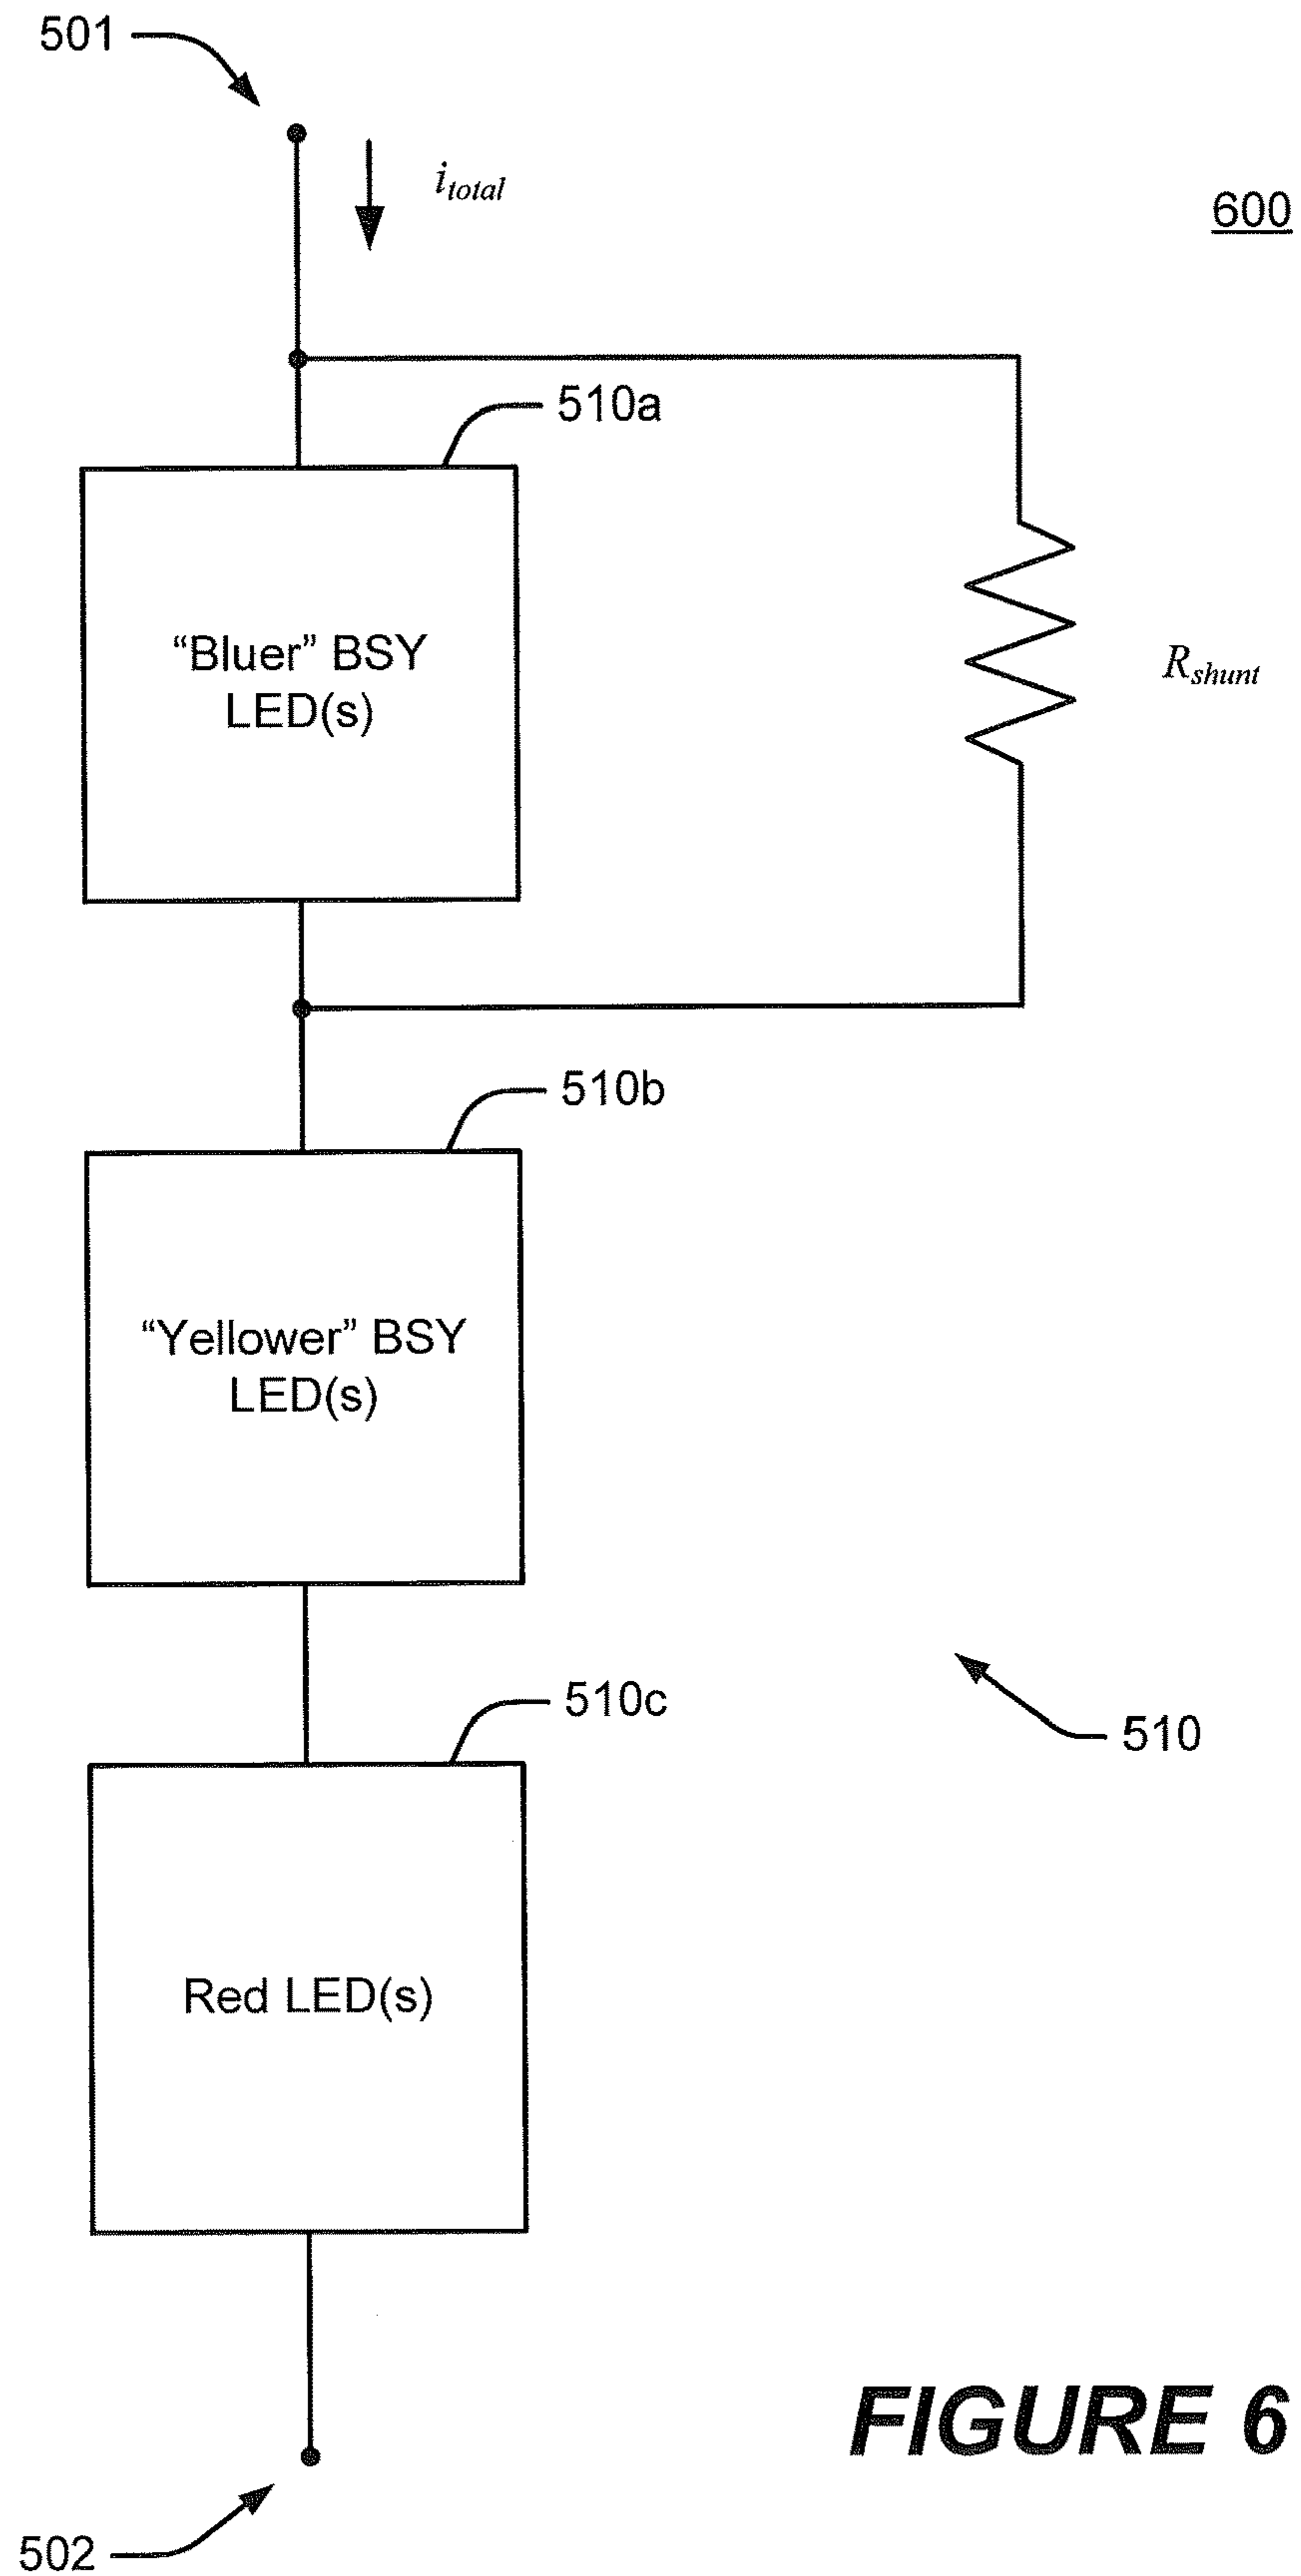 501
i_total
600
510a
“Bluer” BSY
LED(s)
R_shunt
510b
“Yellower” BSY
LED(s)
510c
510
Red LED(s)
FIGURE 6
502